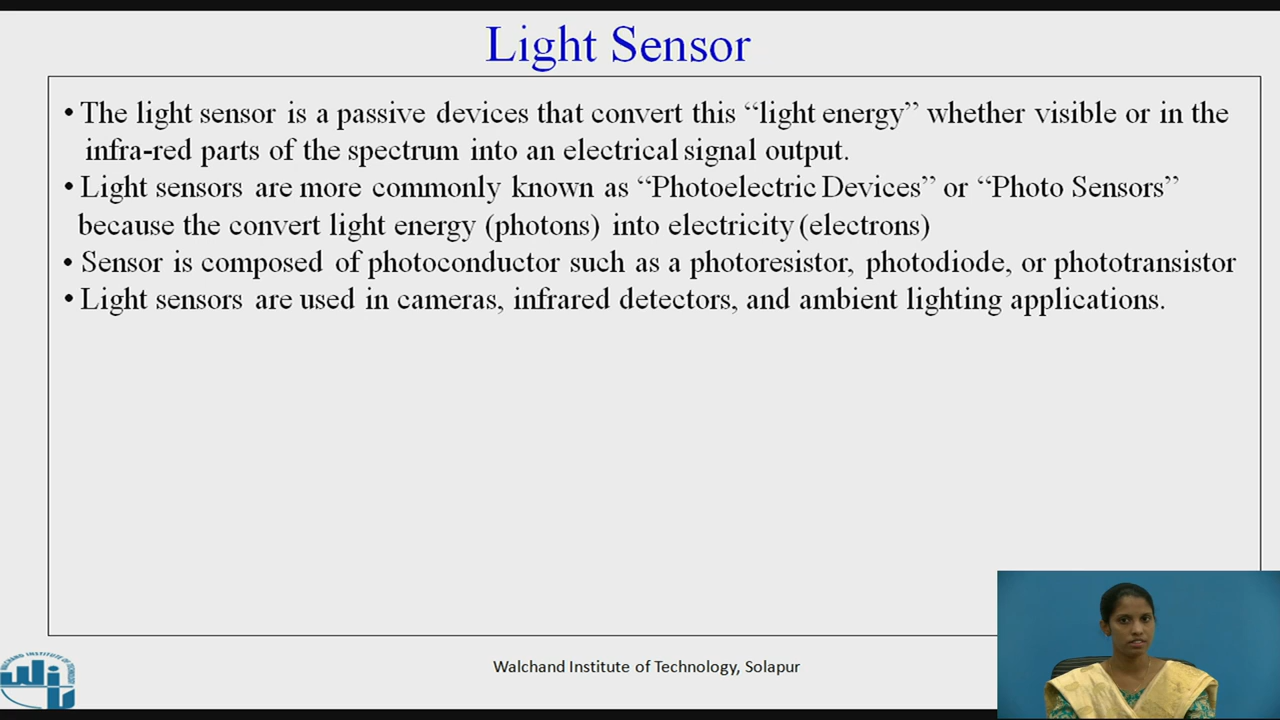 Light Sensor
• The light sensor is a passive devices that convert this “light energy” whether visible or in the
infra-red parts of the spectrum into an electrical signal output.
• Light sensors are more commonly known as “Photoelectric Devices” or “Photo Sensors”
because the convert light energy (photons) into electricity (electrons)
• Sensor is composed of photoconductor such as a photoresistor, photodiode, or phototransistor
• Light sensors are used in cameras, infrared detectors, and ambient lighting applications.
Walchand Institute of Technology, Solapur